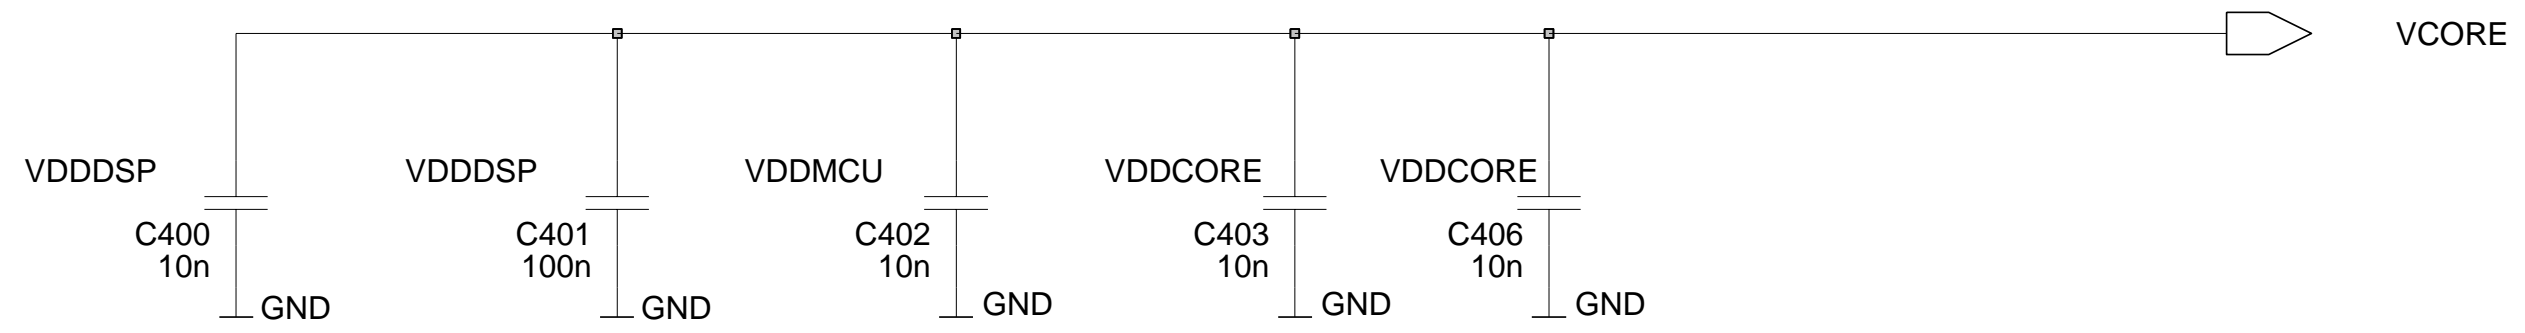 VCORE
VDDDSP
VDDDSP
VDDMCU
VDDCORE
VDDCORE
C400
10n
C401
100n
C402
10n
C403
10n
C406
10n
GND
GND
GND
GND
GND